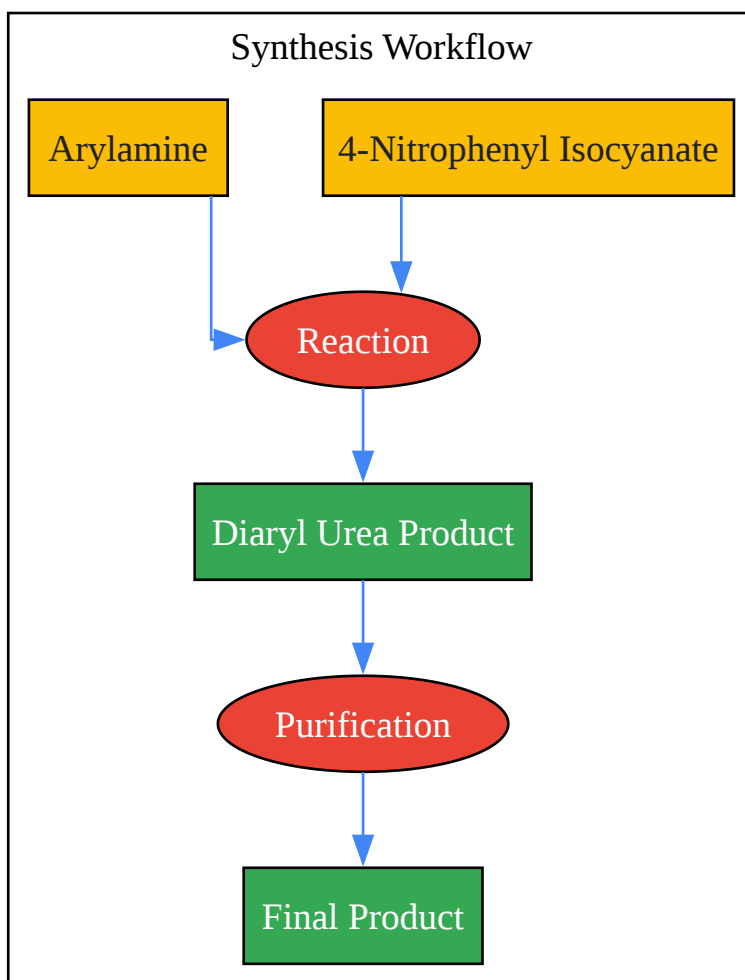 Synthesis Workflow
Arylamine
4-Nitrophenyl Isocyanate
Reaction
Diaryl Urea Product
Purification
Final Product